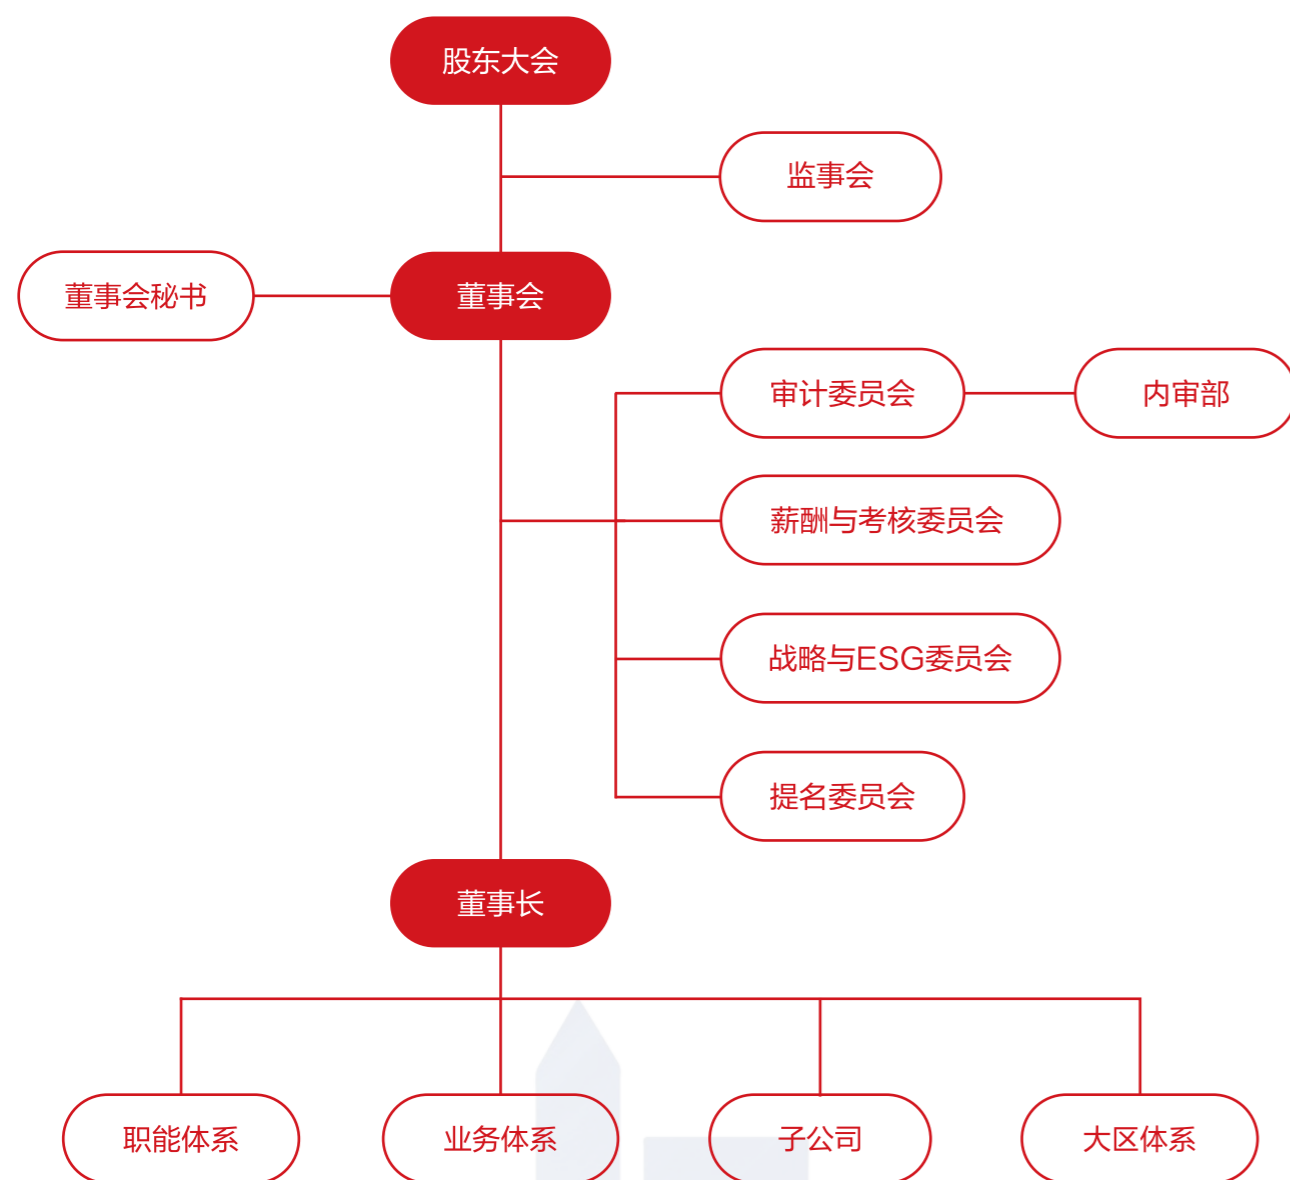 股东大会
监事会
董事会秘书
董事会
审计委员会
内审部
薪酬与考核委员会
战略与ESG委员会
提名委员会
董事长
职能体系
业务体系
子公司
大区体系